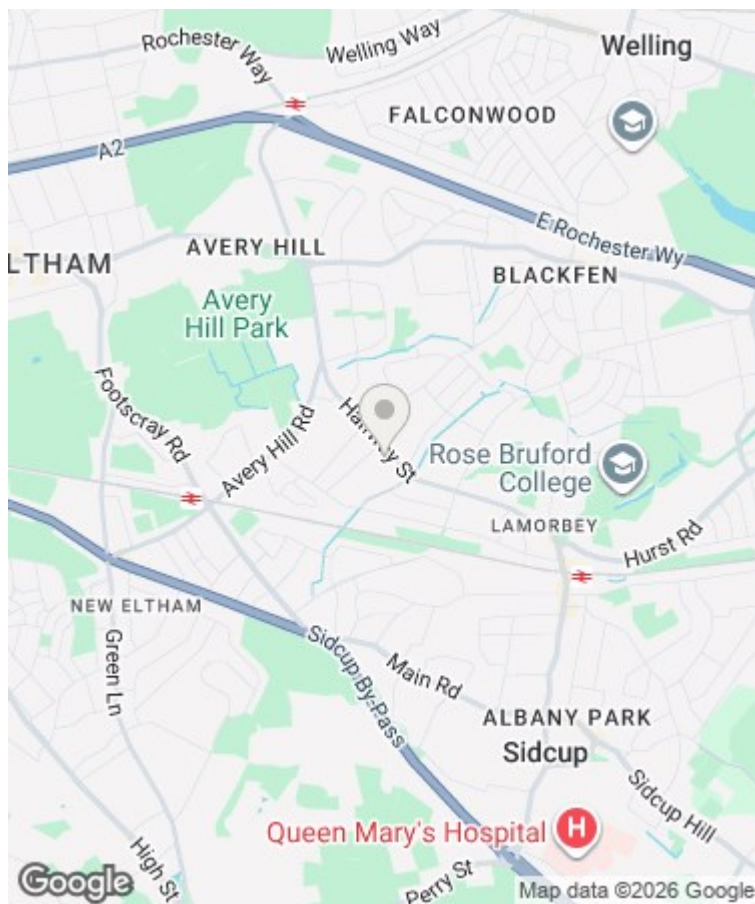 Rochester Way
Welling Way
Welling
FALCONWOOD
A2
E Rochester Wy
AVERY HILL
LTHAM
BLACKFEN
Avery
Hill Park
Footscray Rd
Avery Hill Rd
Halfway St
Rose Bruford
College
LAMORBEY
Hurst Rd
NEW ELTHAM
Green Ln
Sidcup By-Pass
Main Rd
ALBANY PARK
Sidcup
Sidcup Hill
Queen Mary's Hospital
H
High St
Perry St
Google
Map data ©2026 Google